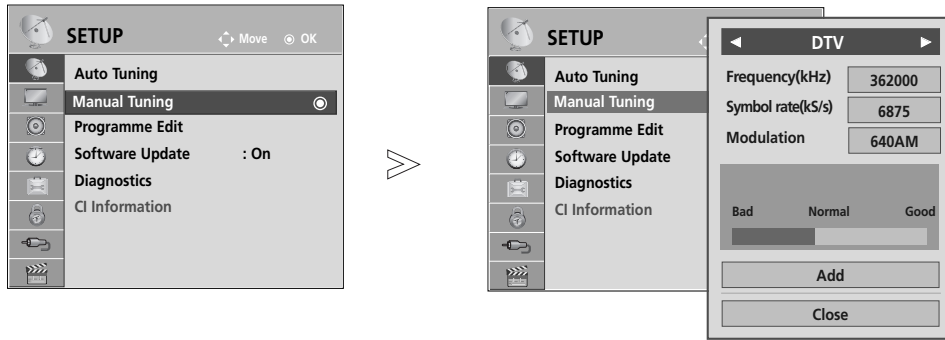 SETUP
Move OK
Auto Tuning
Manual Tuning
Programme Edit
Software Update : On
Diagnostics
CI Information
SETUP
Auto Tuning
Manual Tuning
Programme Edit
Software Update
Diagnostics
CI Information
DTV
Frequency(kHz) 362000
Symbol rate(kS/s) 6875
Modulation 640AM
Bad Normal Good
Add
Close